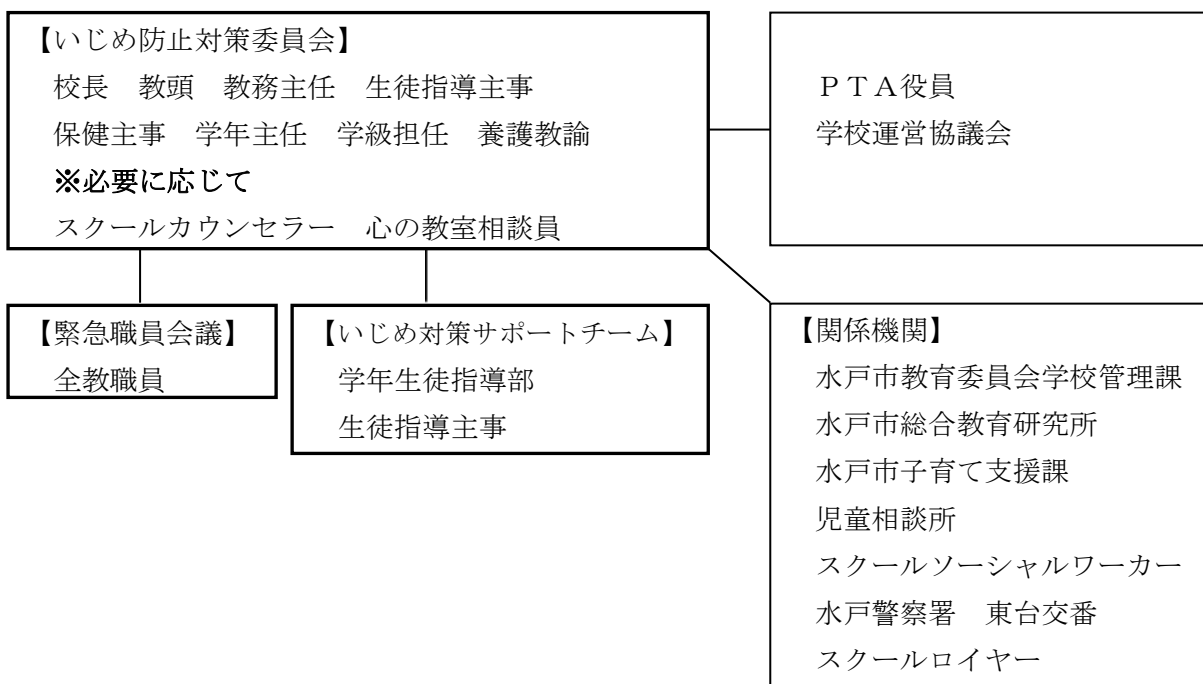 【いじめ防止対策委員会】
校長　教頭　教務主任　生徒指導主事
保健主事　学年主任　学級担任　養護教諭
※必要に応じて
スクールカウンセラー　心の教室相談員
ＰＴＡ役員
学校運営協議会
【緊急職員会議】
全教職員
【いじめ対策サポートチーム】
学年生徒指導部
生徒指導主事
【関係機関】
水戸市教育委員会学校管理課
水戸市総合教育研究所
水戸市子育て支援課
児童相談所
スクールソーシャルワーカー
水戸警察署　東台交番
スクールロイヤー